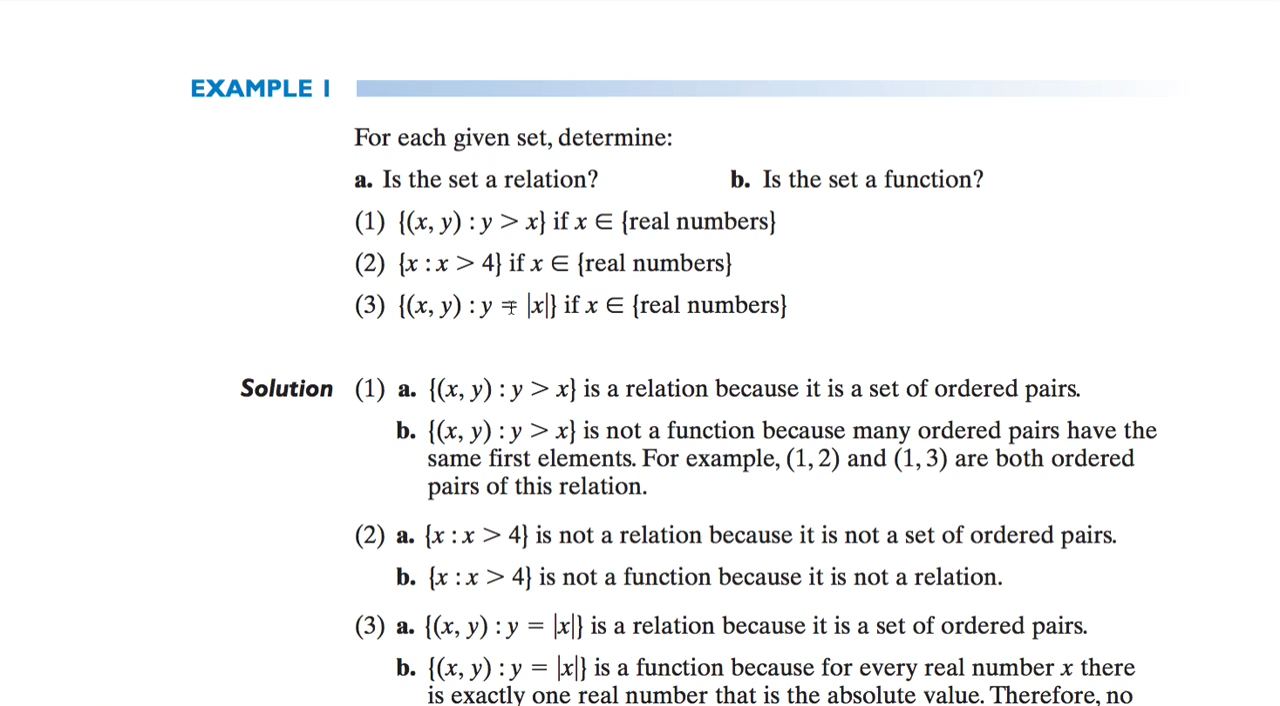 EXAMPLE 1
For each given set, determine:
a. Is the set a relation? b. Is the set a function?
(1) {(x, y) : y > x} if x ∈ {real numbers}
(2) {x : x > 4} if x ∈ {real numbers}
(3) {(x, y) : y ⩱ |x|} if x ∈ {real numbers}
Solution (1) a. {(x, y) : y > x} is a relation because it is a set of ordered pairs.
b. {(x, y) : y > x} is not a function because many ordered pairs have the
same first elements. For example, (1, 2) and (1, 3) are both ordered
pairs of this relation.
(2) a. {x : x > 4} is not a relation because it is not a set of ordered pairs.
b. {x : x > 4} is not a function because it is not a relation.
(3) a. {(x, y) : y = |x|} is a relation because it is a set of ordered pairs.
b. {(x, y) : y = |x|} is a function because for every real number x there
is exactly one real number that is the absolute value. Therefore, no